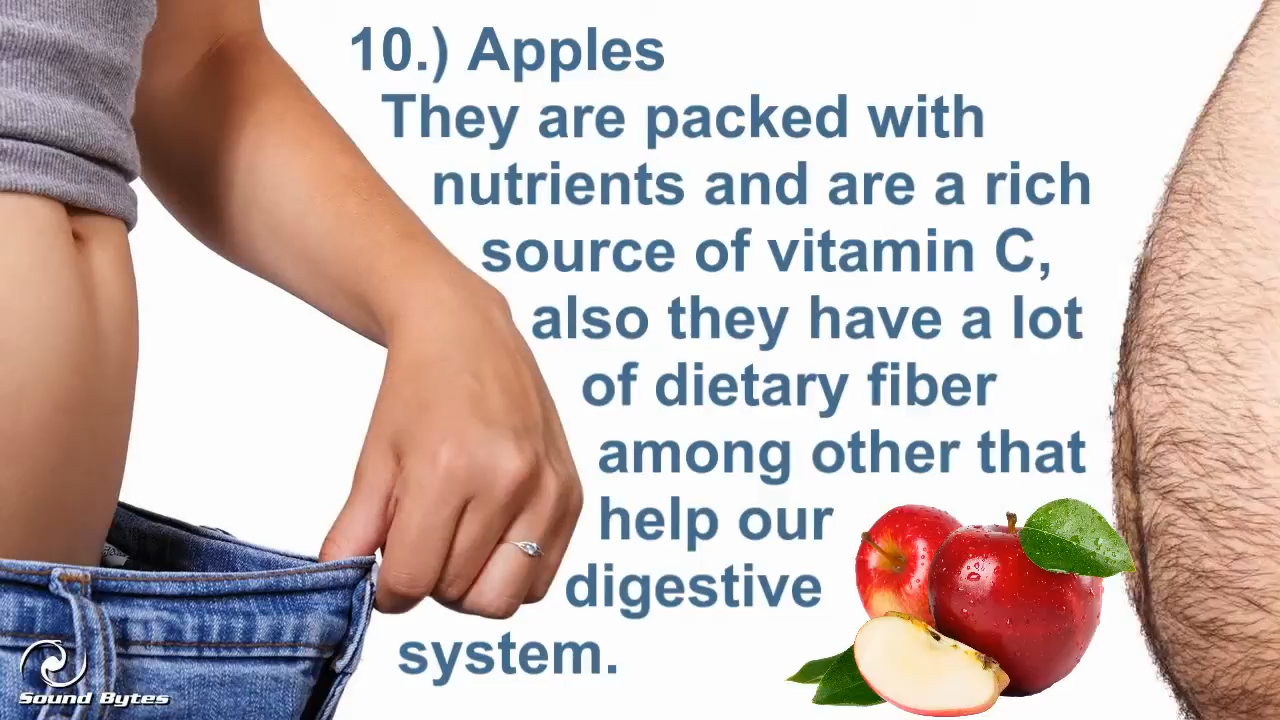 10.) Apples
They are packed with
nutrients and are a rich
source of vitamin C,
also they have a lot
of dietary fiber
among other that
help our
digestive
system.
Sound Bytes